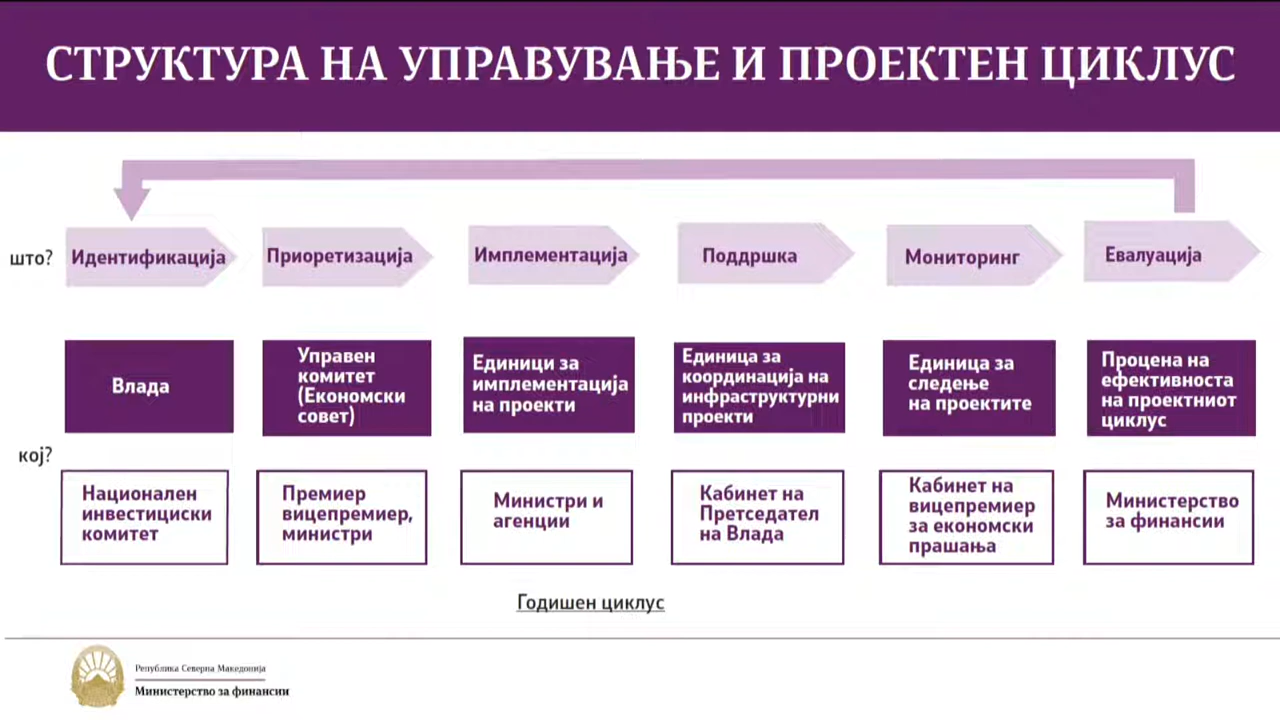 СТРУКТУРА НА УПРАВУВАЊЕ И ПРОЕКТЕН ЦИКЛУС
што?
Идентификација
Приоретизација
Имплементација
Поддршка
Мониторинг
Евалуација
кој?
Влада
Управен
комитет
(Економски
совет)
Единици за
имплементација
на проекти
Единица за
координација на
инфраструктурни
проекти
Единица за
следење
на проектите
Процена на
ефективноста
на проектниот
циклус
Национален
инвестициски
комитет
Премиер
вицепремиер,
министри
Министри и
агенции
Кабинет на
Претседател
на Влада
Кабинет на
вицепремиер
за економски
прашања
Министерство
за финансии
Годишен циклус
Република Северна Македонија
Министерство за финансии